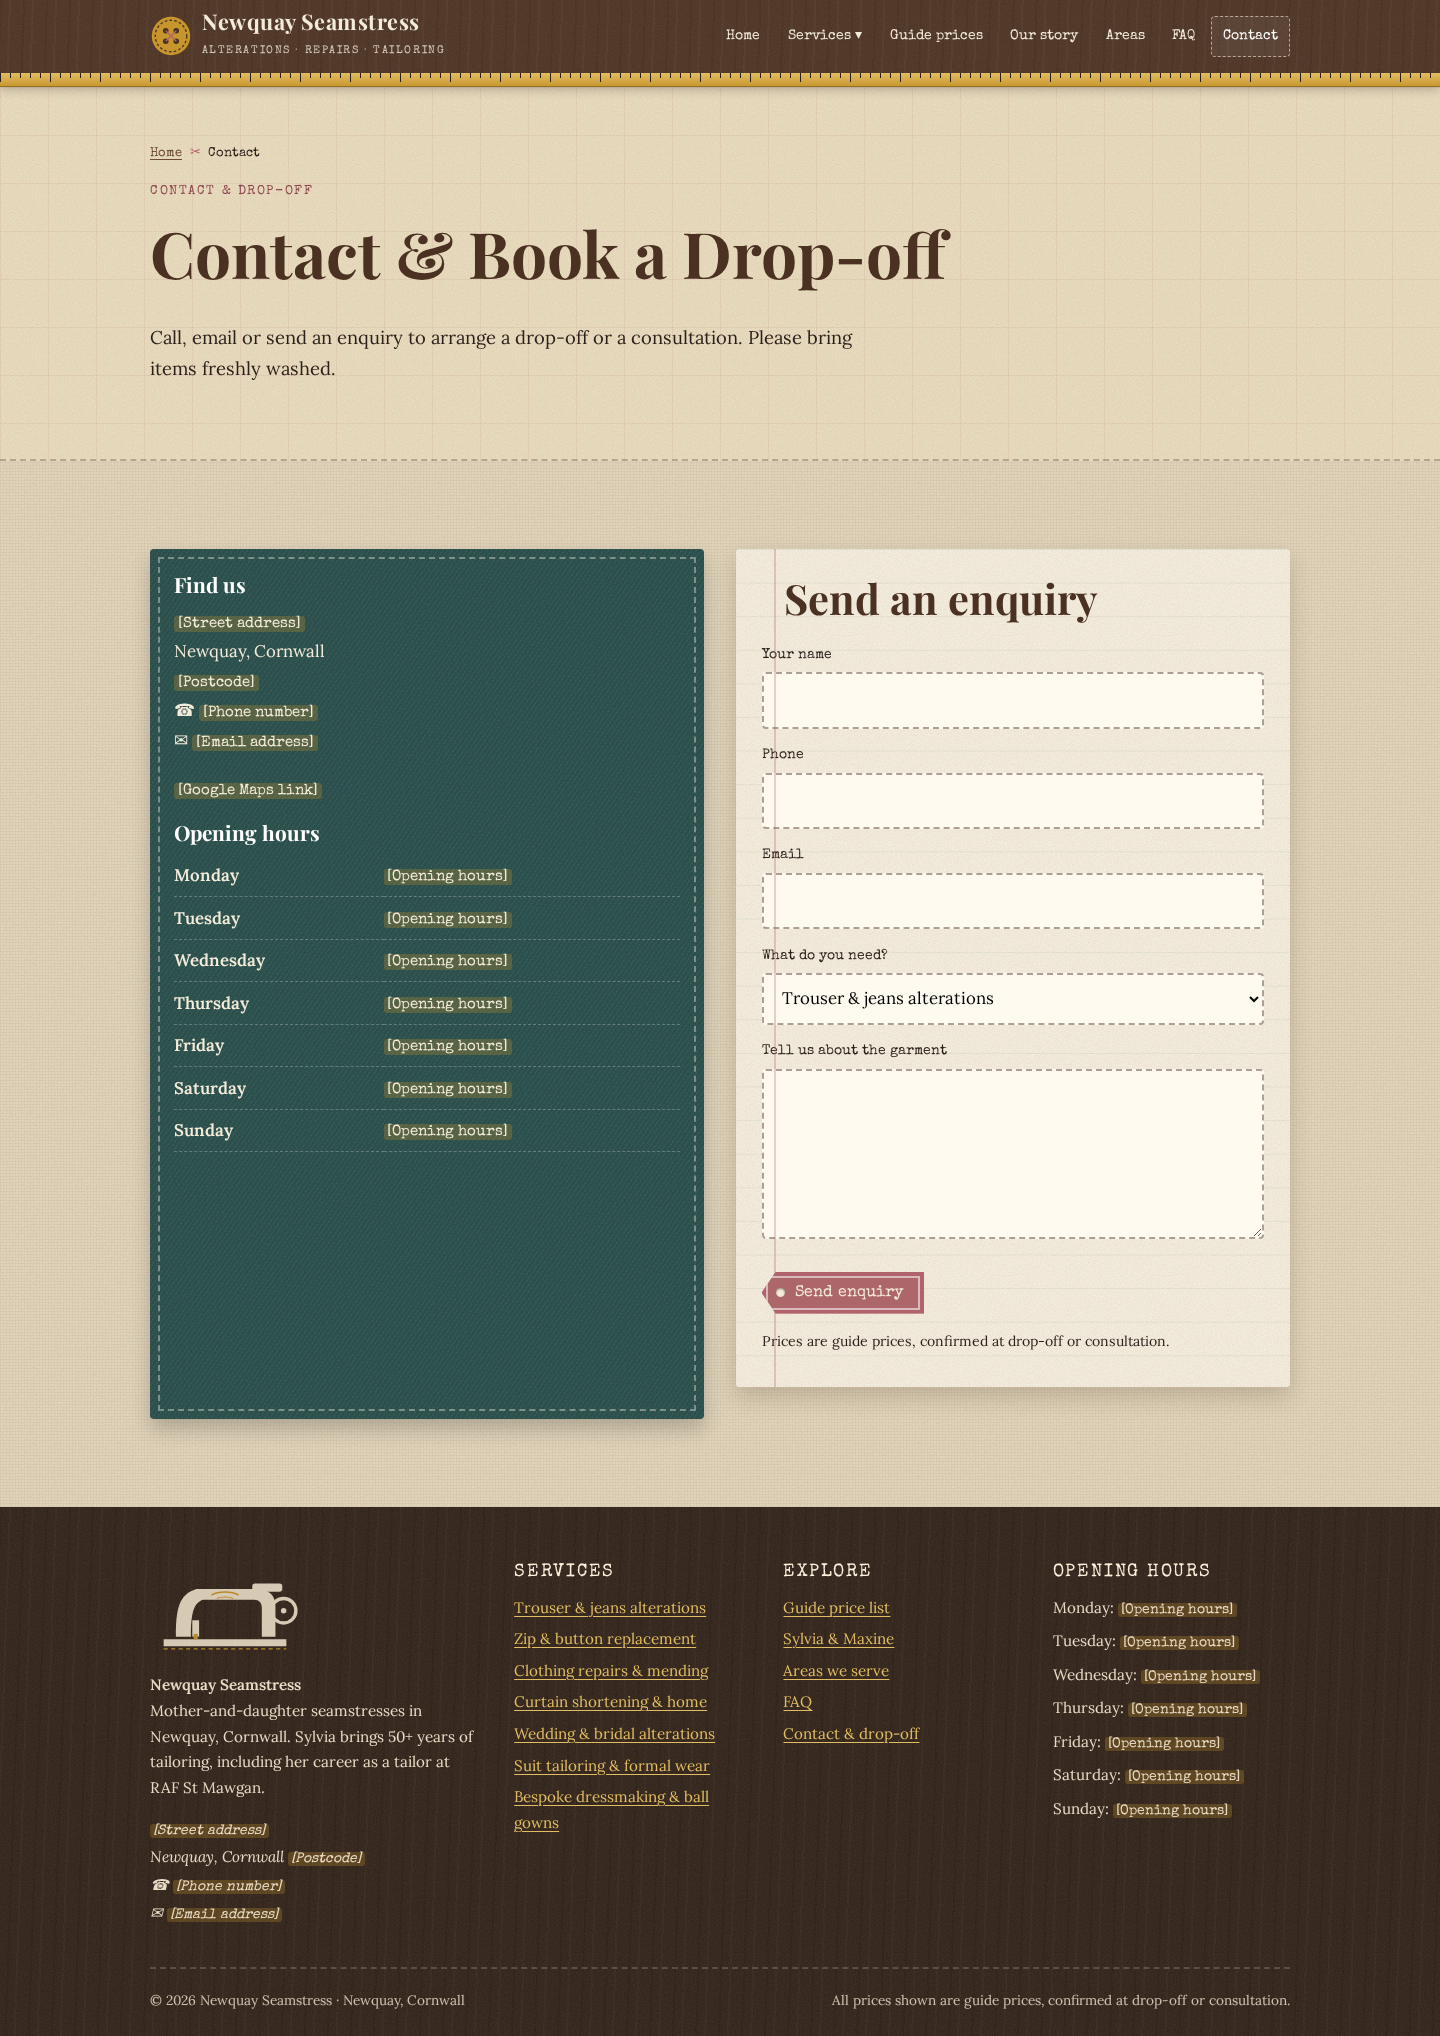 Newquay Seamstress
ALTERATIONS · REPAIRS · TAILORING
Home
Services ▾
Guide prices
Our story
Areas
FAQ
Contact
Home ✂ Contact
CONTACT & DROP-OFF
Contact & Book a Drop-off
Call, email or send an enquiry to arrange a drop-off or a consultation. Please bring
items freshly washed.
Find us
[Street address]
Newquay, Cornwall
[Postcode]
☎ [Phone number]
✉ [Email address]
[Google Maps link]
Opening hours
Monday [Opening hours]
Tuesday [Opening hours]
Wednesday [Opening hours]
Thursday [Opening hours]
Friday [Opening hours]
Saturday [Opening hours]
Sunday [Opening hours]
Send an enquiry
Your name
Phone
Email
What do you need?
Trouser & jeans alterations
Tell us about the garment
Send enquiry
Prices are guide prices, confirmed at drop-off or consultation.
Newquay Seamstress
Mother-and-daughter seamstresses in
Newquay, Cornwall. Sylvia brings 50+ years of
tailoring, including her career as a tailor at
RAF St Mawgan.
[Street address]
Newquay, Cornwall [Postcode]
☎ [Phone number]
✉ [Email address]
SERVICES
Trouser & jeans alterations
Zip & button replacement
Clothing repairs & mending
Curtain shortening & home
Wedding & bridal alterations
Suit tailoring & formal wear
Bespoke dressmaking & ball
gowns
EXPLORE
Guide price list
Sylvia & Maxine
Areas we serve
FAQ
Contact & drop-off
OPENING HOURS
Monday: [Opening hours]
Tuesday: [Opening hours]
Wednesday: [Opening hours]
Thursday: [Opening hours]
Friday: [Opening hours]
Saturday: [Opening hours]
Sunday: [Opening hours]
© 2026 Newquay Seamstress · Newquay, Cornwall
All prices shown are guide prices, confirmed at drop-off or consultation.